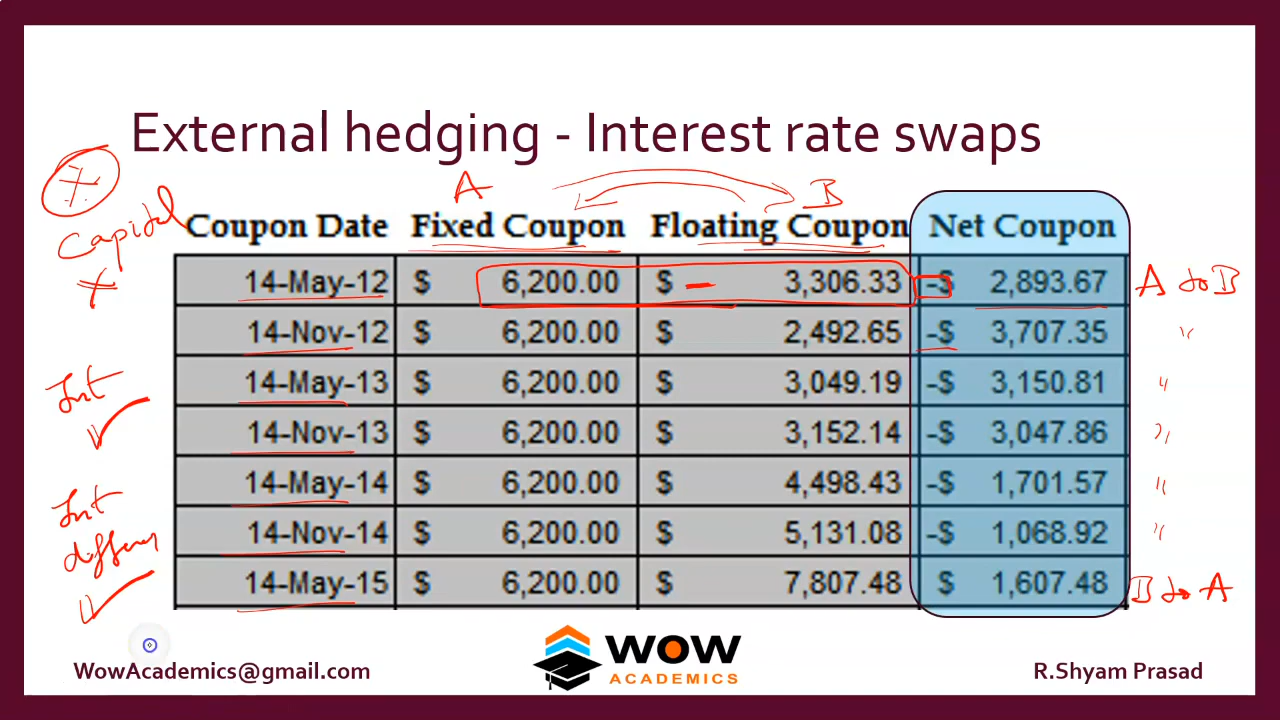 External hedging - Interest rate swaps
A B
Capital
Coupon Date Fixed Coupon Floating Coupon Net Coupon
14-May-12 $ 6,200.00 $ - 3,306.33 -$ 2,893.67 A to B
14-Nov-12 $ 6,200.00 $ 2,492.65 -$ 3,707.35 "
14-May-13 $ 6,200.00 $ 3,049.19 -$ 3,150.81 "
Int
14-Nov-13 $ 6,200.00 $ 3,152.14 -$ 3,047.86 "
14-May-14 $ 6,200.00 $ 4,498.43 -$ 1,701.57 "
Int
14-Nov-14 $ 6,200.00 $ 5,131.08 -$ 1,068.92 "
14-May-15 $ 6,200.00 $ 7,807.48 $ 1,607.48 B to A
WOW
ACADEMICS
WowAcademics@gmail.com
R.Shyam Prasad